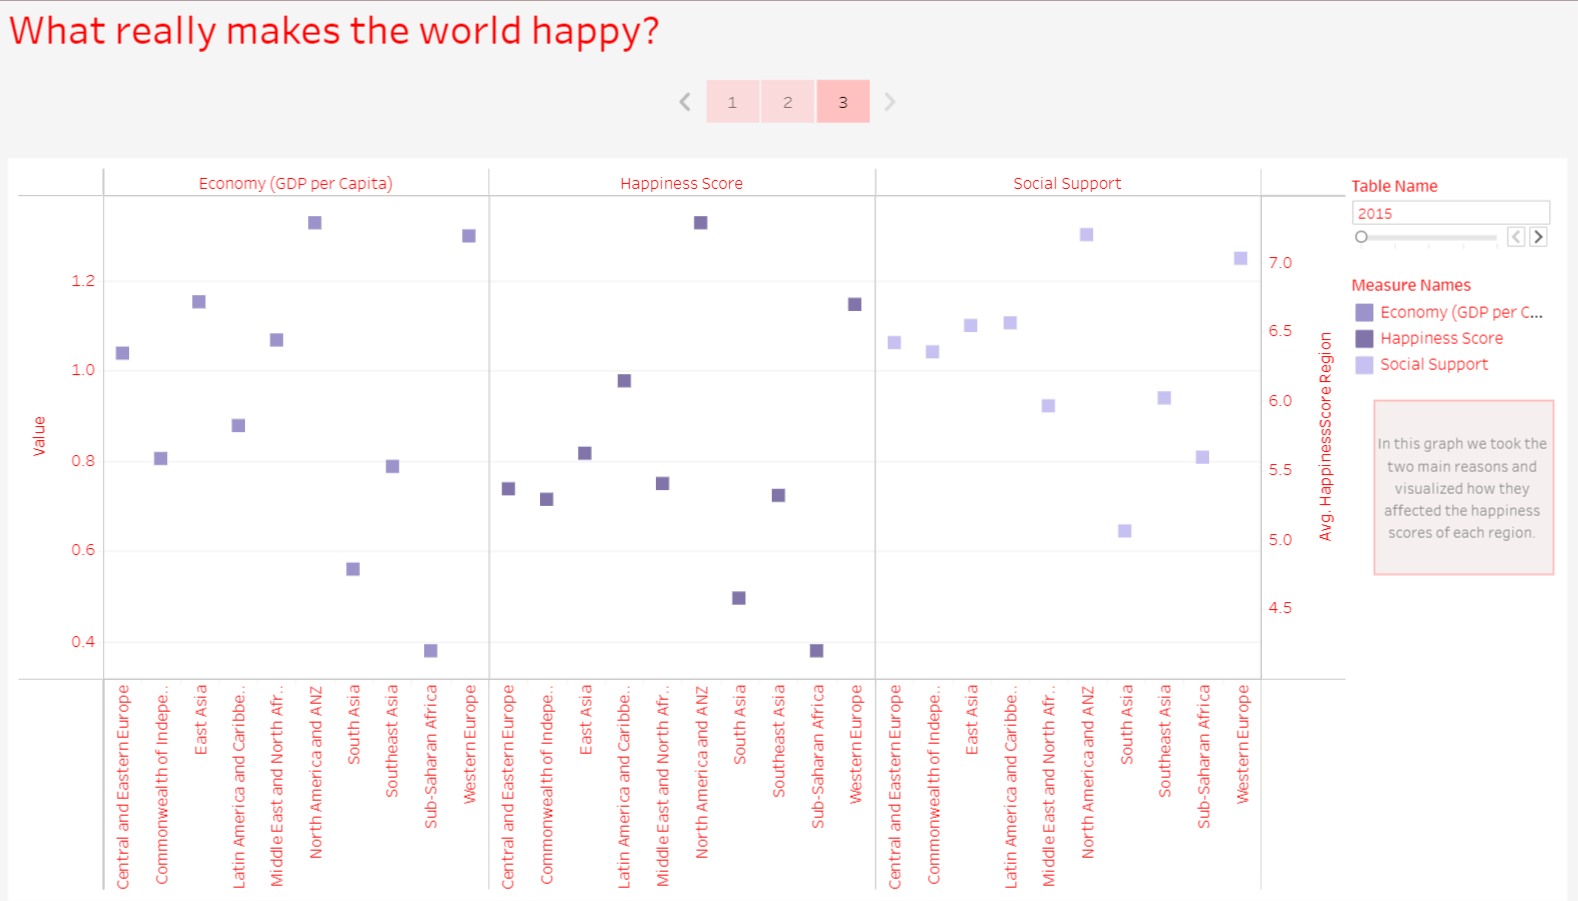 What really makes the world happy?
1 2 3
Economy (GDP per Capita) Happiness Score Social Support
Value
1.2
1.0
0.8
0.6
0.4
7.0
6.5
6.0
5.5
5.0
4.5
Avg. HappinessScore Region
Central and Eastern Europe
Commonwealth of Indepe..
East Asia
Latin America and Caribbe..
Middle East and North Afr..
North America and ANZ
South Asia
Southeast Asia
Sub-Saharan Africa
Western Europe
Central and Eastern Europe
Commonwealth of Indepe..
East Asia
Latin America and Caribbe..
Middle East and North Afr..
North America and ANZ
South Asia
Southeast Asia
Sub-Saharan Africa
Western Europe
Central and Eastern Europe
Commonwealth of Indepe..
East Asia
Latin America and Caribbe..
Middle East and North Afr..
North America and ANZ
South Asia
Southeast Asia
Sub-Saharan Africa
Western Europe
Table Name
2015
Measure Names
Economy (GDP per C...
Happiness Score
Social Support
In this graph we took the
two main reasons and
visualized how they
affected the happiness
scores of each region.